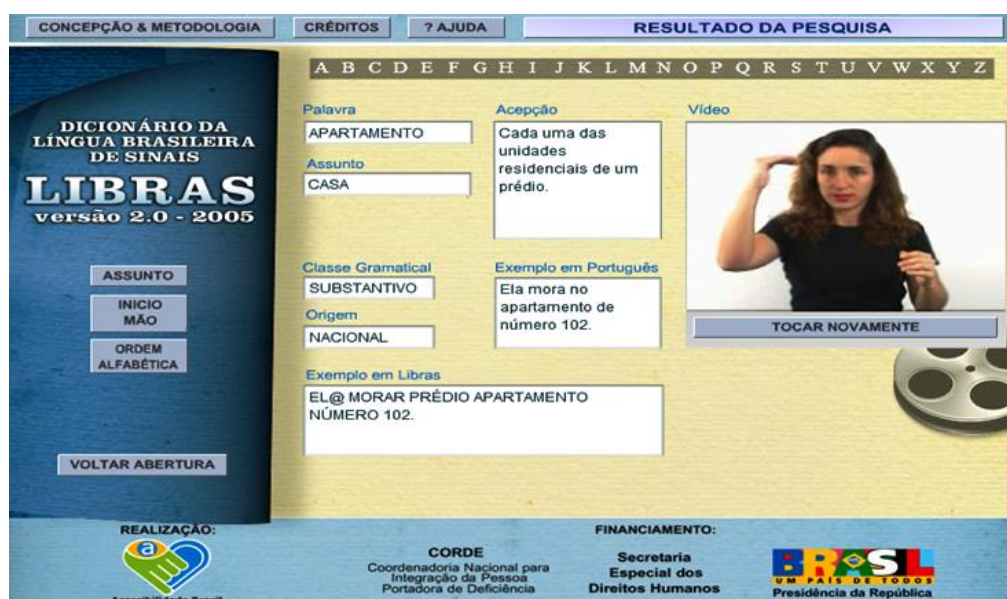 CONCEPÇÃO & METODOLOGIA
CRÉDITOS
? AJUDA
RESULTADO DA PESQUISA
A B C D E F G H I J K L M N O P Q R S T U V W X Y Z
DICIONÁRIO DA
LÍNGUA BRASILEIRA
DE SINAIS
LIBRAS
versão 2.0 - 2005
ASSUNTO
INICIO
MÃO
ORDEM
ALFABÉTICA
VOLTAR ABERTURA
Palavra
APARTAMENTO
Assunto
CASA
Acepção
Cada uma das
unidades
residenciais de um
prédio.
Vídeo
TOCAR NOVAMENTE
Classe Gramatical
SUBSTANTIVO
Origem
NACIONAL
Exemplo em Português
Ela mora no
apartamento de
número 102.
Exemplo em Libras
EL@ MORAR PRÉDIO APARTAMENTO
NÚMERO 102.
REALIZAÇÃO:
a
Acessibilidade Brasil
CORDE
Coordenadoria Nacional para
Integração da Pessoa
Portadora de Deficiência
FINANCIAMENTO:
Secretaria
Especial dos
Direitos Humanos
BRASIL
UM PAÍS DE TODOS
Presidência da República